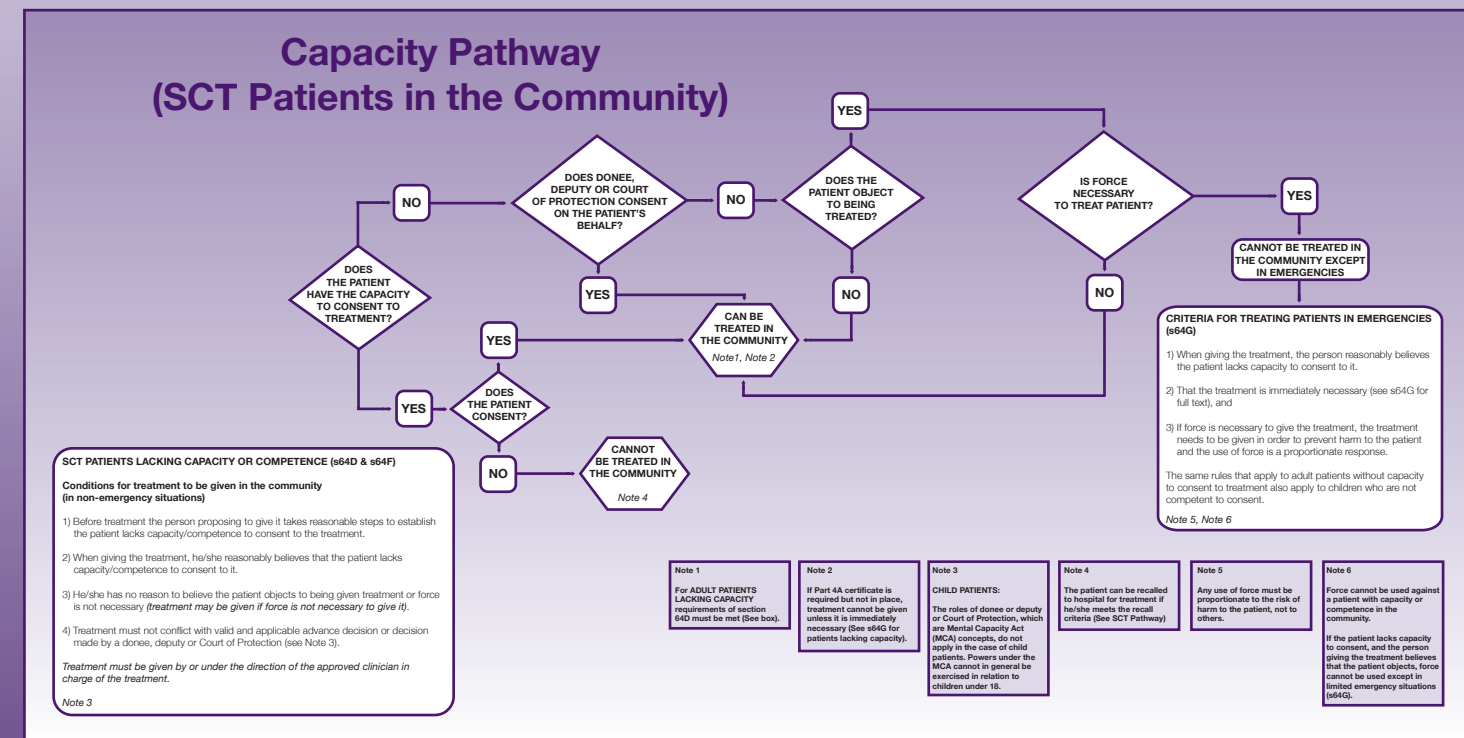 Capacity Pathway
(SCT Patients in the Community)
YES
DOES DONEE,
DEPUTY OR COURT
OF PROTECTION CONSENT
ON THE PATIENT'S
BEHALF?
DOES THE
PATIENT OBJECT
TO BEING
TREATED?
IS FORCE
NECESSARY
TO TREAT PATIENT?
NO
NO
YES
CANNOT BE TREATED IN
THE COMMUNITY EXCEPT
IN EMERGENCIES
DOES
THE PATIENT
HAVE THE CAPACITY
TO CONSENT TO
TREATMENT?
YES
NO
NO
CAN BE
TREATED IN
THE COMMUNITY
Note1, Note 2
YES
DOES
THE PATIENT
CONSENT?
YES
NO
CANNOT
BE TREATED IN
THE COMMUNITY
Note 4
CRITERIA FOR TREATING PATIENTS IN EMERGENCIES
(s64G)
1) When giving the treatment, the person reasonably believes
the patient lacks capacity to consent to it.
2) That the treatment is immediately necessary (see s64G for
full text), and
3) If force is necessary to give the treatment, the treatment
needs to be given in order to prevent harm to the patient
and the use of force is a proportionate response.
The same rules that apply to adult patients without capacity
to consent to treatment also apply to children who are not
competent to consent.
Note 5, Note 6
SCT PATIENTS LACKING CAPACITY OR COMPETENCE (s64D & s64F)
Conditions for treatment to be given in the community
(in non-emergency situations)
1) Before treatment the person proposing to give it takes reasonable steps to establish
the patient lacks capacity/competence to consent to the treatment.
2) When giving the treatment, he/she reasonably believes that the patient lacks
capacity/competence to consent to it.
3) He/she has no reason to believe the patient objects to being given treatment or force
is not necessary (treatment may be given if force is not necessary to give it).
4) Treatment must not conflict with valid and applicable advance decision or decision
made by a donee, deputy or Court of Protection (see Note 3).
Treatment must be given by or under the direction of the approved clinician in
charge of the treatment.
Note 3
Note 1
For ADULT PATIENTS
LACKING CAPACITY
requirements of section
64D must be met (See box).
Note 2
If Part 4A certificate is
required but not in place,
treatment cannot be given
unless it is immediately
necessary (See s64G for
patients lacking capacity).
Note 3
CHILD PATIENTS:
The roles of donee or deputy
or Court of Protection, which
are Mental Capacity Act
(MCA) concepts, do not
apply in the case of child
patients. Powers under the
MCA cannot in general be
exercised in relation to
children under 18.
Note 4
The patient can be recalled
to hospital for treatment if
he/she meets the recall
criteria (See SCT Pathway)
Note 5
Any use of force must be
proportionate to the risk of
harm to the patient, not to
others.
Note 6
Force cannot be used against
a patient with capacity or
competence in the
community.
If the patient lacks capacity
to consent, and the person
giving the treatment believes
that the patient objects, force
cannot be used except in
limited emergency situations
(s64G).